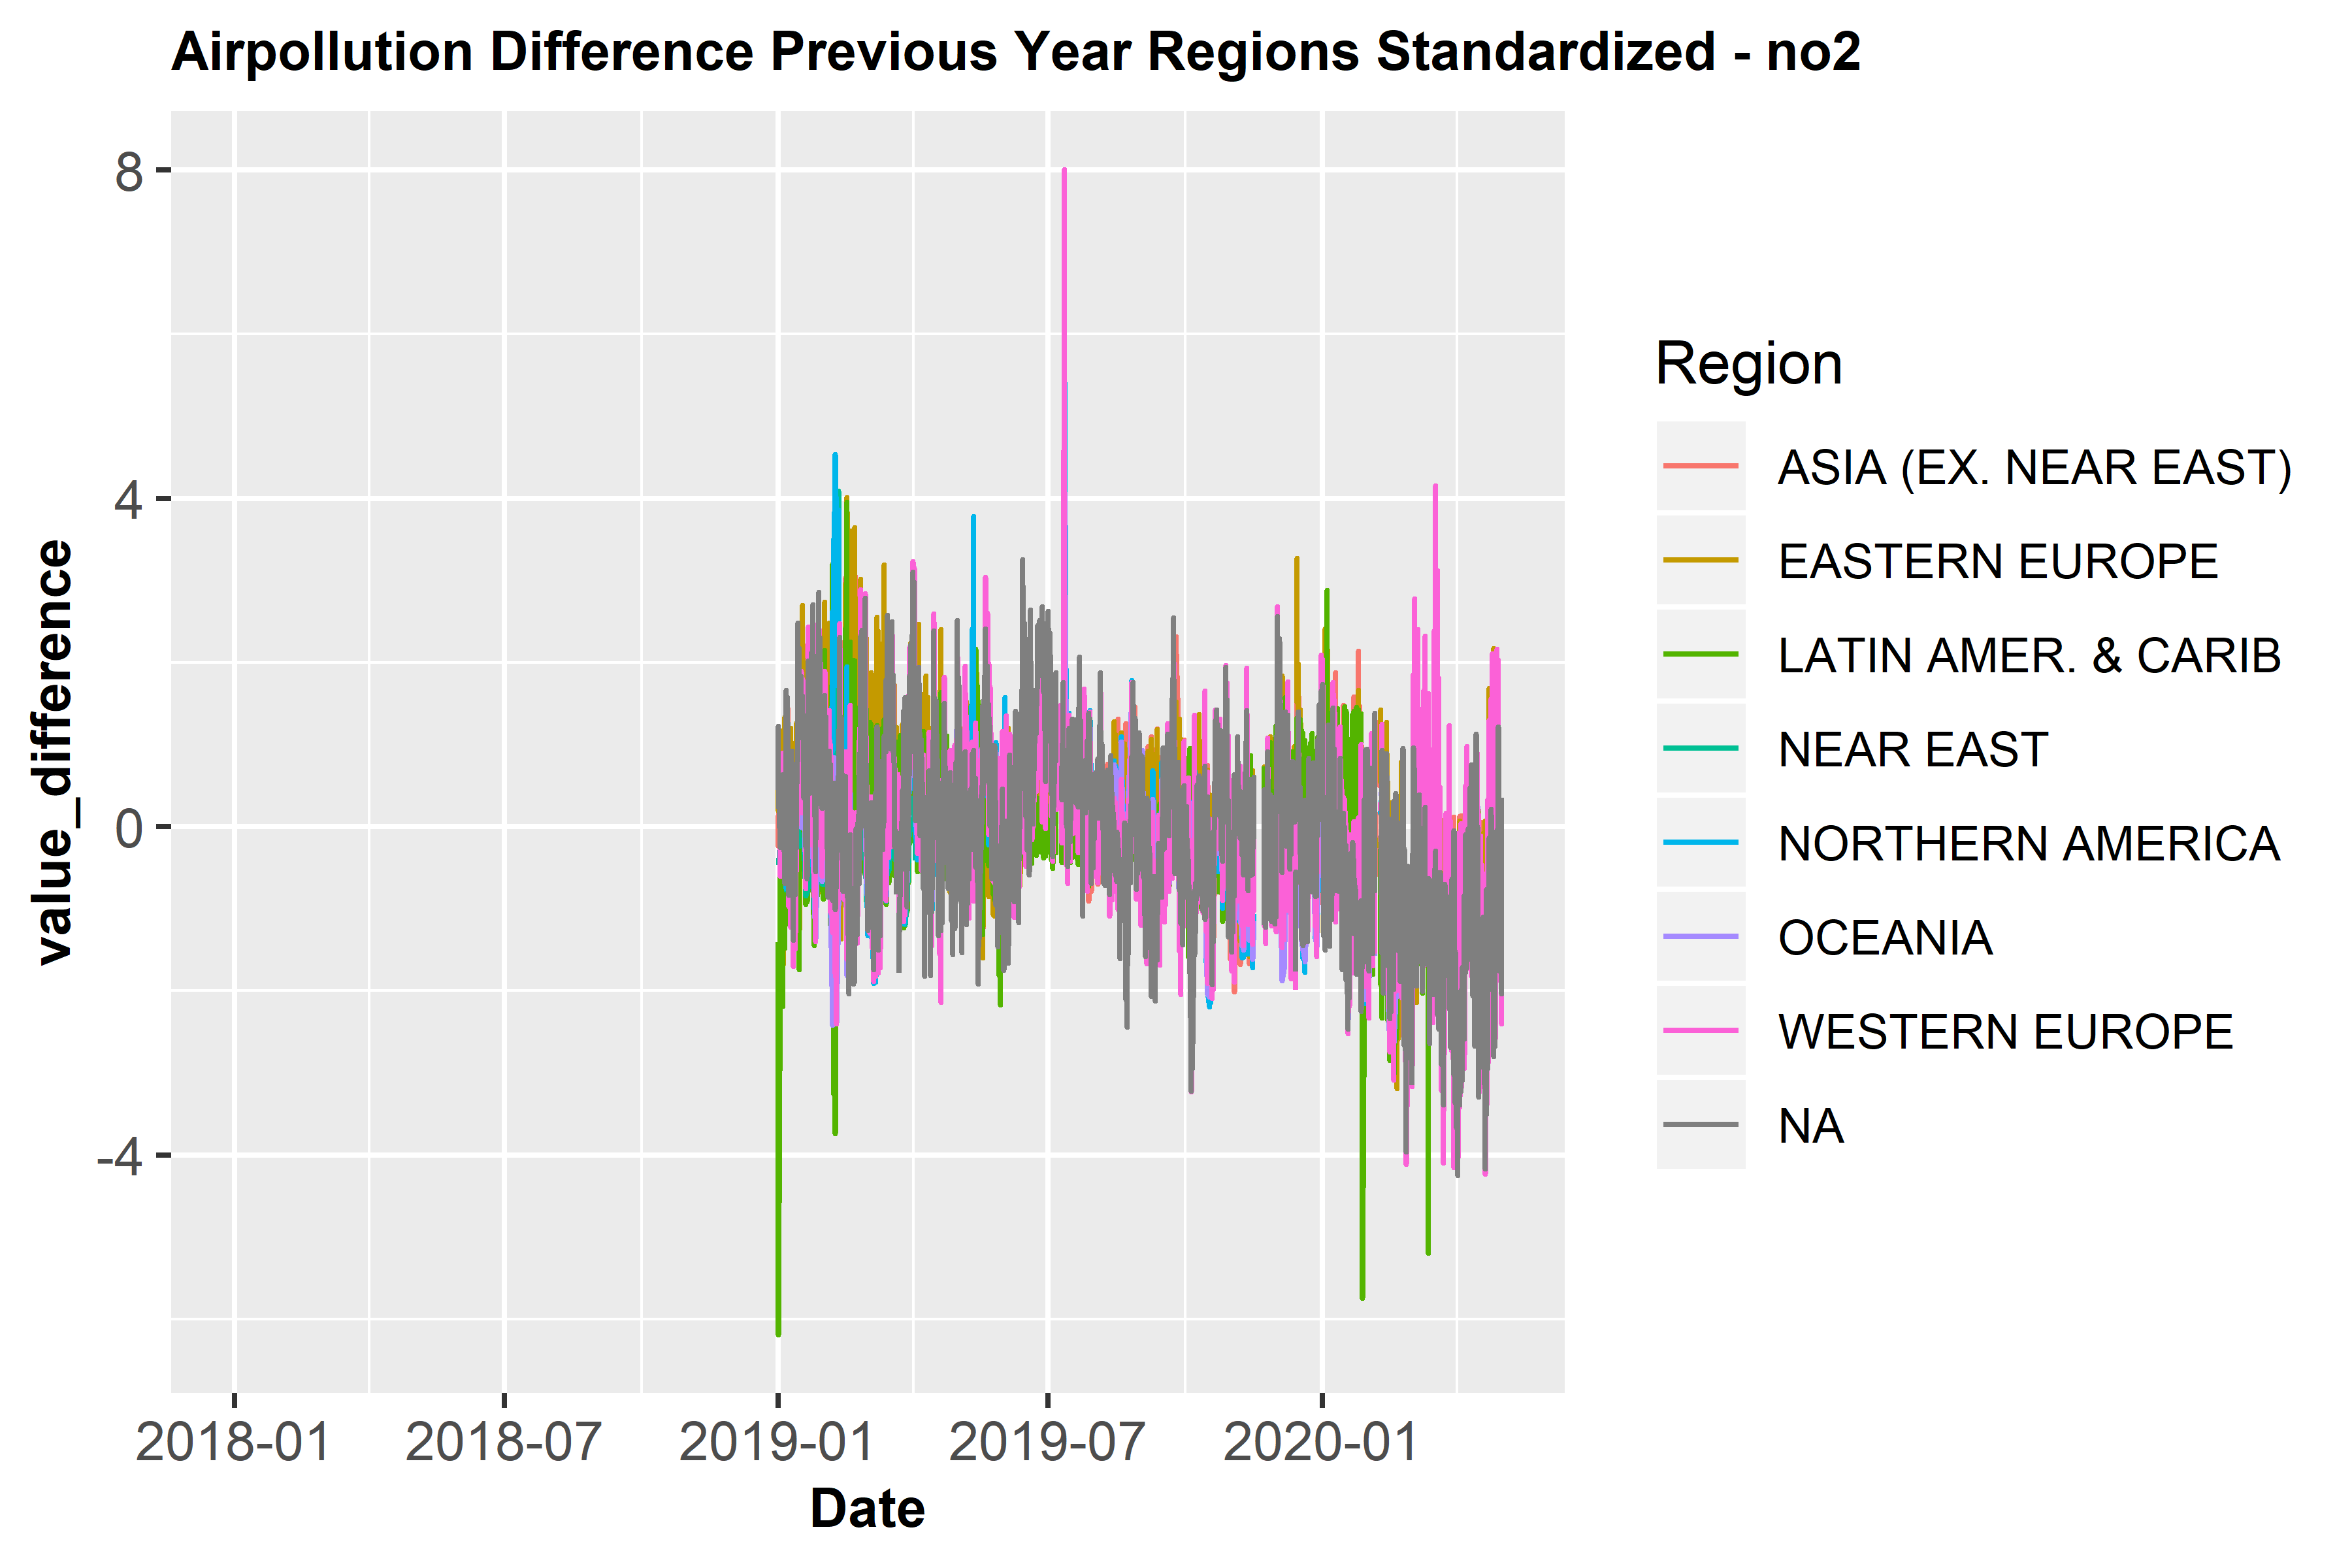 Airpollution Difference Previous Year Regions Standardized - no2
value_difference
8
4
0
-4
2018-01
2018-07
2019-01
2019-07
2020-01
Date
Region
ASIA (EX. NEAR EAST)
EASTERN EUROPE
LATIN AMER. & CARIB
NEAR EAST
NORTHERN AMERICA
OCEANIA
WESTERN EUROPE
NA